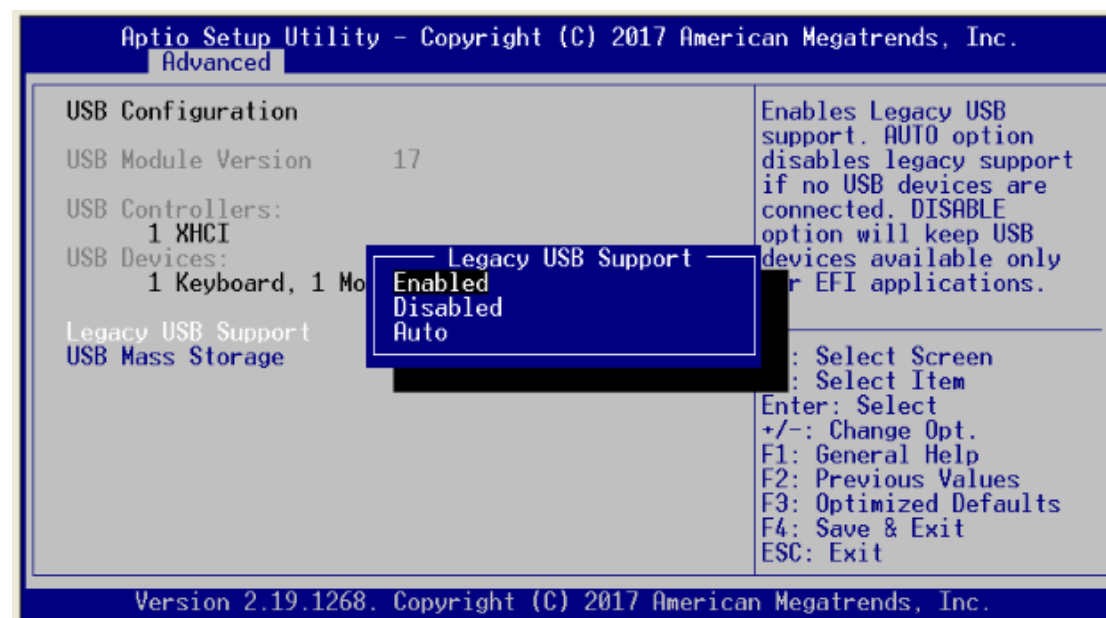 Aptio Setup Utility - Copyright (C) 2017 American Megatrends, Inc.
Advanced
USB Configuration
USB Module Version 17
USB Controllers:
1 XHCI
USB Devices:
1 Keyboard, 1 Mo
Legacy USB Support
USB Mass Storage
Legacy USB Support
Enabled
Disabled
Auto
Enables Legacy USB
support. AUTO option
disables legacy support
if no USB devices are
connected. DISABLE
option will keep USB
devices available only
r EFI applications.
: Select Screen
: Select Item
Enter: Select
+/-: Change Opt.
F1: General Help
F2: Previous Values
F3: Optimized Defaults
F4: Save & Exit
ESC: Exit
Version 2.19.1268. Copyright (C) 2017 American Megatrends, Inc.